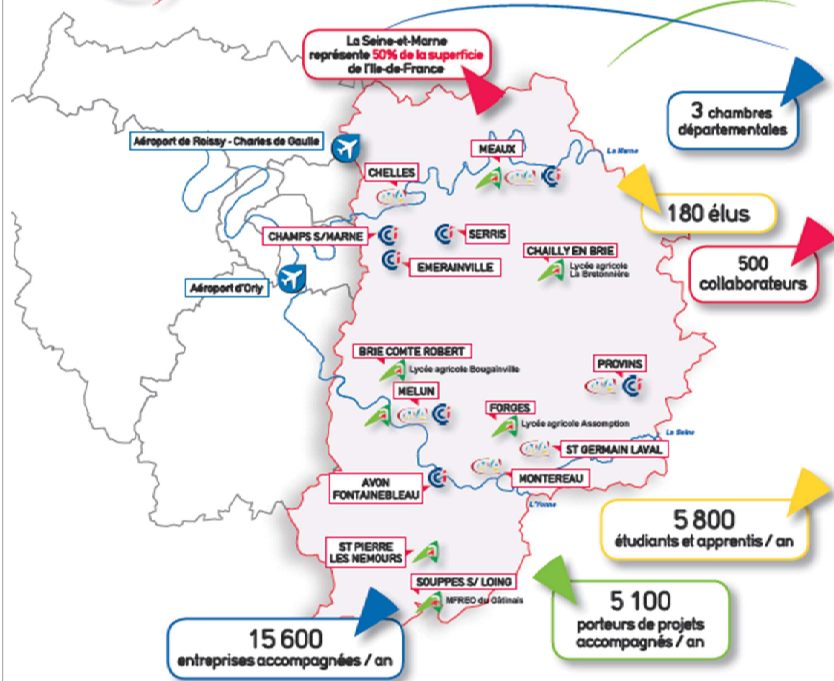 La Seine-et-Marne
représente 50% de la superficie
de l'Ile-de-France
3 chambres
départementales
Aéroport de Roissy - Charles de Gaulle
MEAUX
La Marne
CHELLES
180 élus
CHAMPS S/MARNE
SERRIS
EMERAINVILLE
CHAILLY EN BRIE
Lycée agricole
La Bretonnière
500
collaborateurs
Aéroport d'Orly
BRIE COMTE ROBERT
Lycée agricole Bougainville
PROVINS
MELUN
FORGES
Lycée agricole Assomption
La Seine
ST GERMAIN LAVAL
AVON
FONTAINEBLEAU
MONTEREAU
L'Yonne
5 800
étudiants et apprentis / an
ST PIERRE
LES NEMOURS
SOUPPES S/ LOING
MFREO du Gâtinais
5 100
porteurs de projets
accompagnés / an
15 600
entreprises accompagnées / an